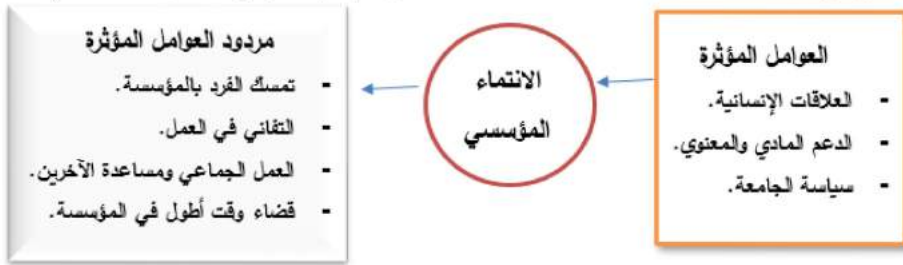 العوامل المؤثرة
- العلاقات الإنسانية.
- الدعم المادي والمعنوي.
- سياسة الجامعة.
الانتماء
المؤسسي
مردود العوامل المؤثرة
- تمسك الفرد بالمؤسسة.
- التفاني في العمل.
- العمل الجماعي ومساعدة الآخرين.
- قضاء وقت أطول في المؤسسة.